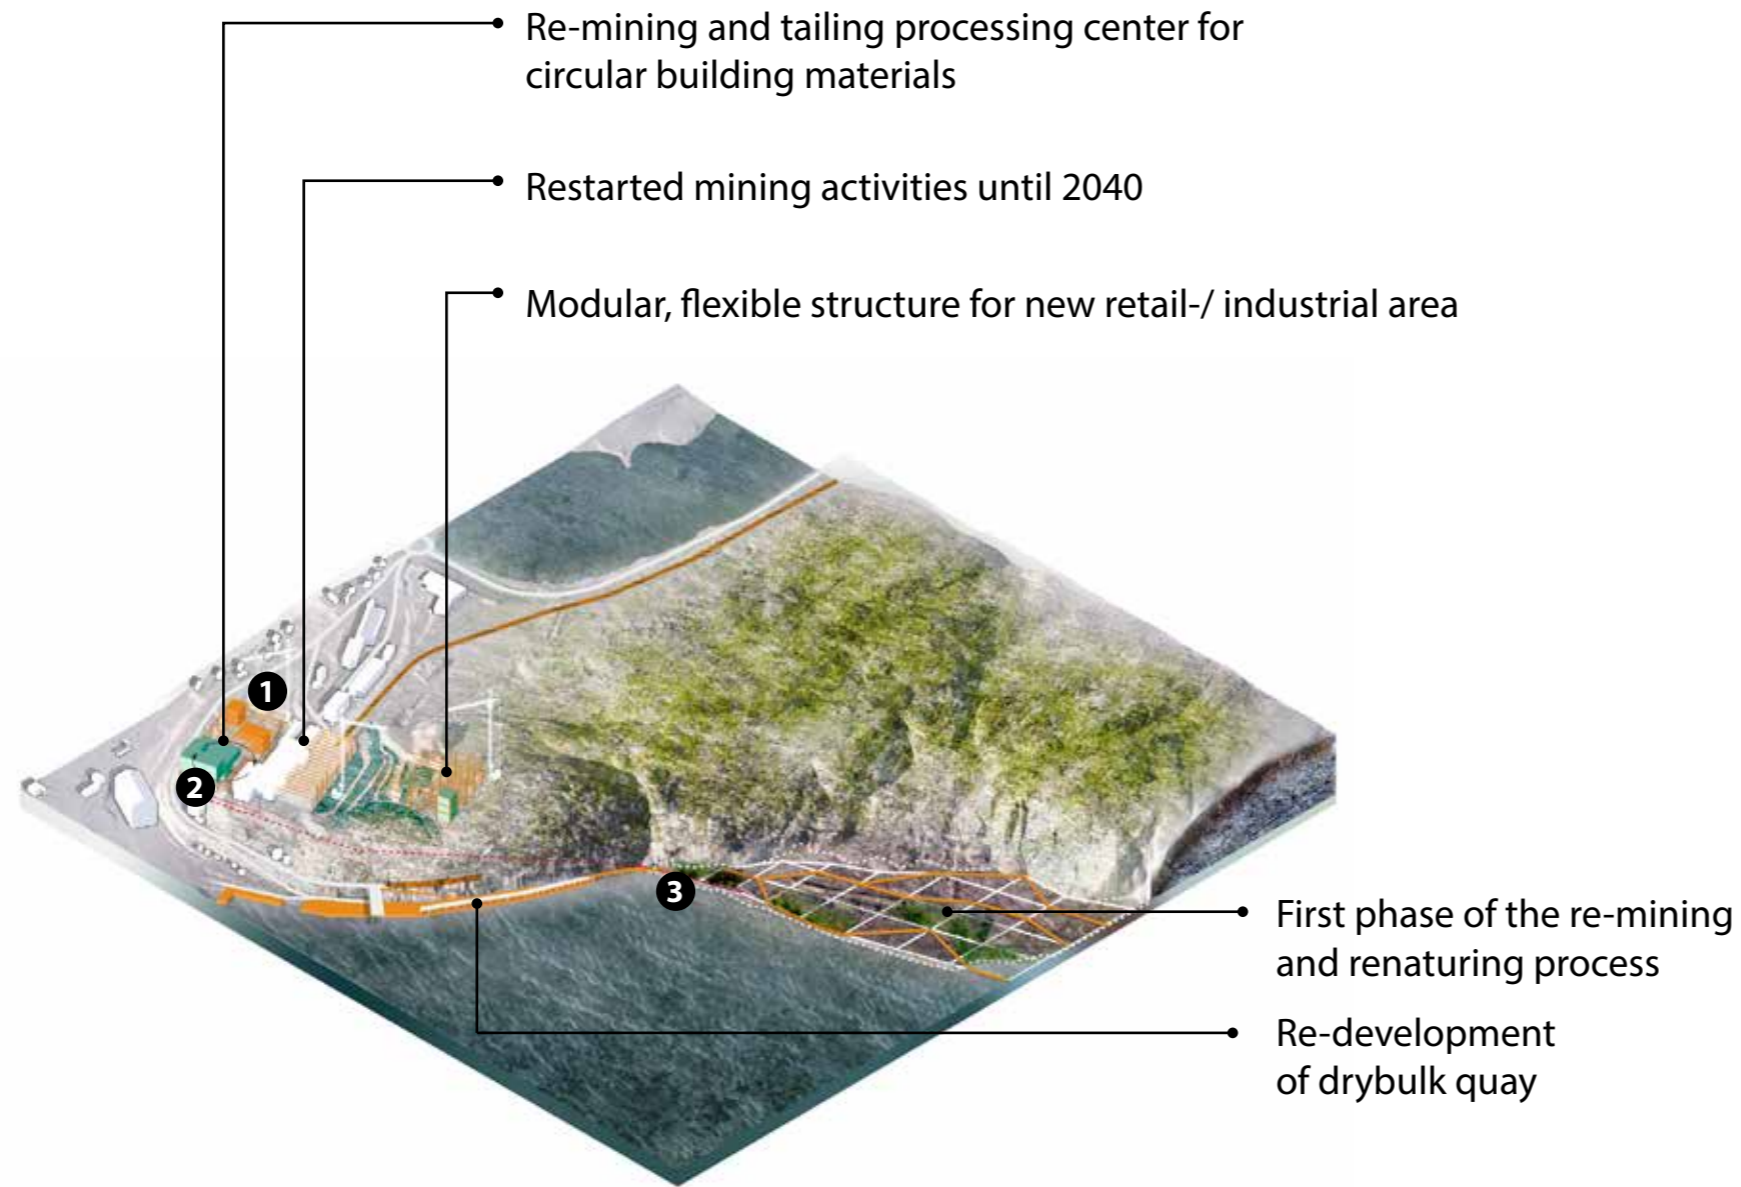 Re-mining and tailing processing center for
circular building materials
Restarted mining activities until 2040
Modular, flexible structure for new retail-/ industrial area
1
2
3
First phase of the re-mining
and renaturing process
Re-development
of drybulk quay